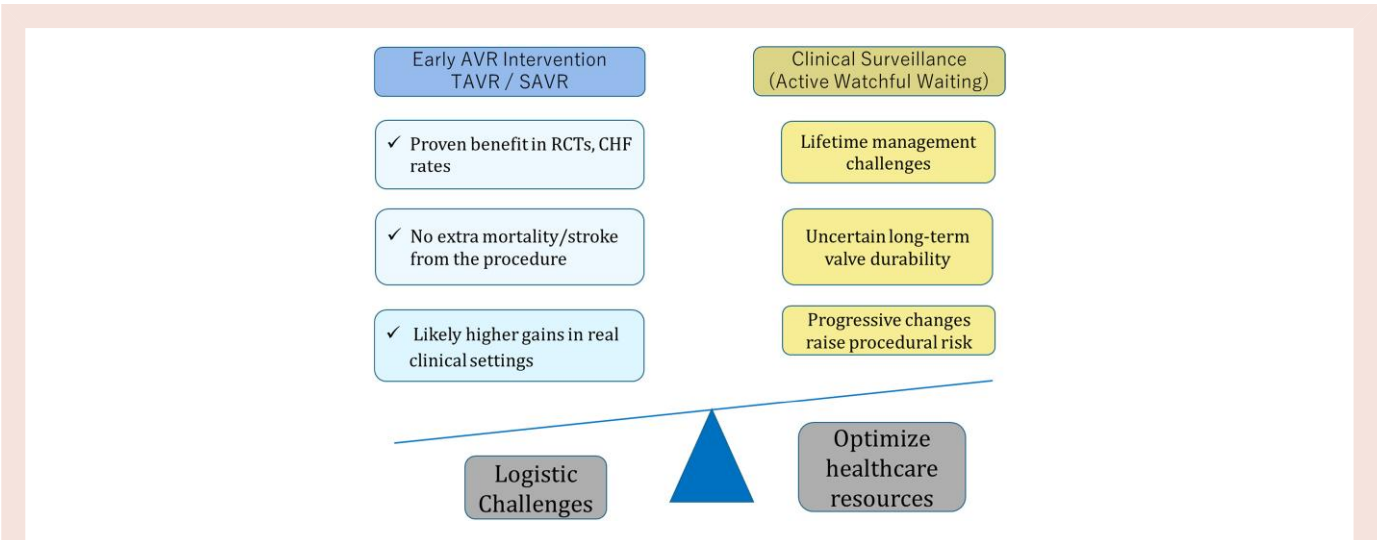 Early AVR Intervention
TAVR / SAVR
✓ Proven benefit in RCTs, CHF
rates
✓ No extra mortality/stroke
from the procedure
✓ Likely higher gains in real
clinical settings
Clinical Surveillance
(Active Watchful Waiting)
Lifetime management
challenges
Uncertain long-term
valve durability
Progressive changes
raise procedural risk
Logistic
Challenges
Optimize
healthcare
resources